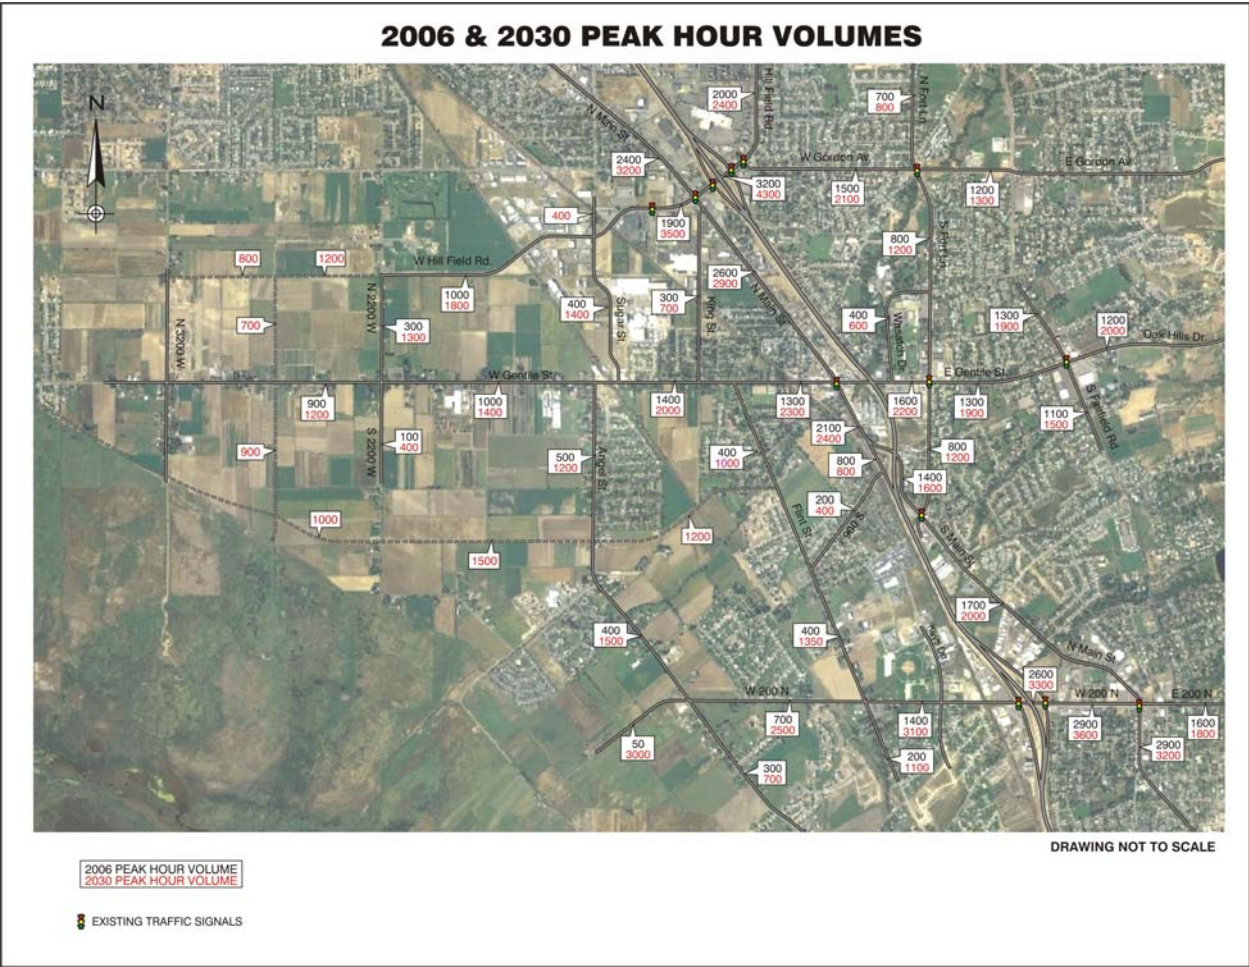 2006 & 2030 PEAK HOUR VOLUMES
N
N Main St
Hill Field Rd.
N Fort Ln
2000
2400
700
800
2400
3200
W Gordon Av.
E Gordon Av.
3200
4300
1500
2100
1200
1300
400
1900
3500
800
1200
S Fort Ln
800
1200
W Hill Field Rd.
2600
2900
N Main St
1000
1800
400
1400
Sugar St
300
700
King St.
N 3200 W
700
N 2200 W
300
1300
400
600
Wasatch Dr.
1300
1900
1200
2000
Oak Hills Dr.
W Gentile St.
E Gentile St.
900
1200
1000
1400
1400
2000
1300
2300
1600
2200
1300
1900
1100
1500
S Fairfield Rd
2100
2400
900
S 2200 W
100
400
500
1200
Angel St
400
1000
800
800
800
1200
1400
1600
200
400
Flint St
900 S
1000
1500
1200
S Main St
400
1500
400
1350
1700
2000
N Main St
2600
3300
W 200 N
W 200 N
E 200 N
50
3000
700
2500
1400
3100
2900
3600
1600
1800
300
700
200
1100
2900
3200
DRAWING NOT TO SCALE
2006 PEAK HOUR VOLUME
2030 PEAK HOUR VOLUME
EXISTING TRAFFIC SIGNALS